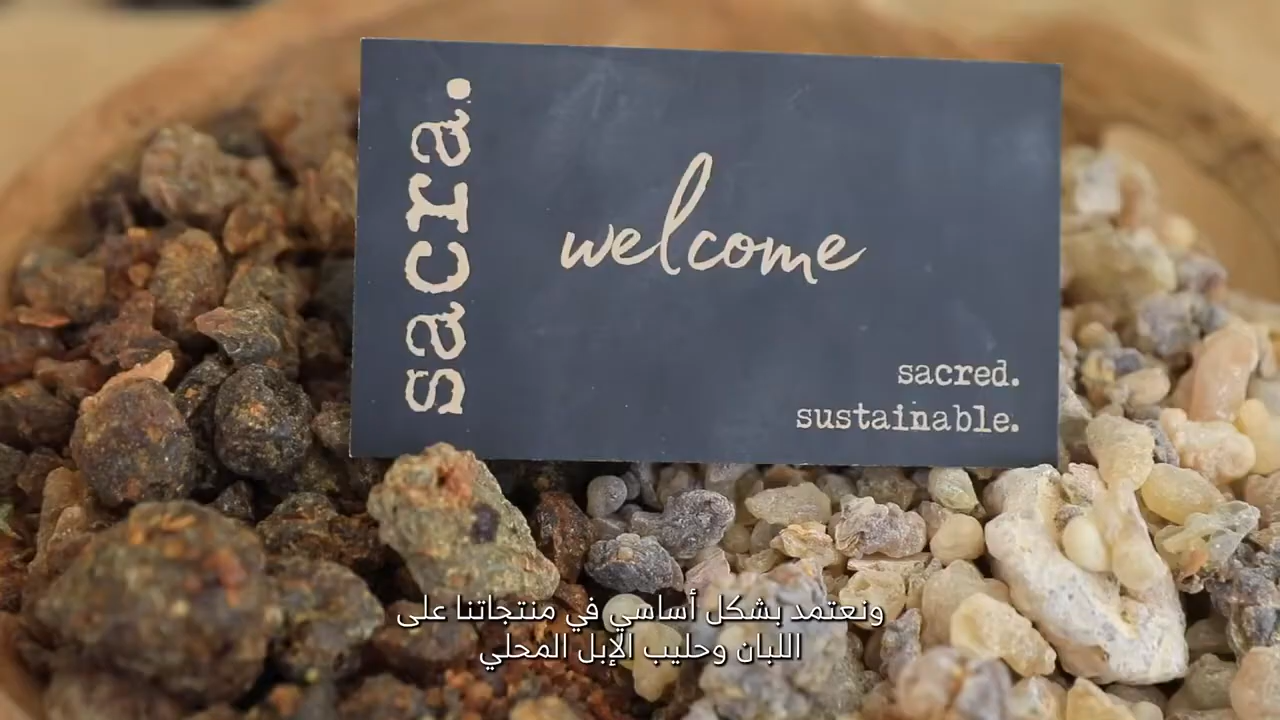 sacra.
welcome
sacred.
sustainable.
ونعتمد بشكل أساسي في منتجاتنا على
اللبان وحليب الإبل المحلي